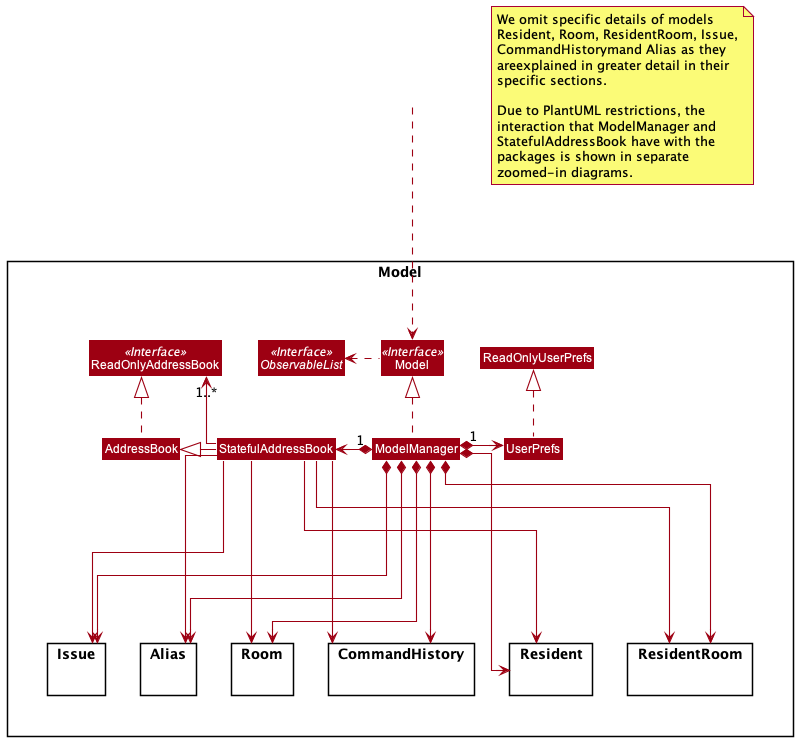 We omit specific details of models
Resident, Room, ResidentRoom, Issue,
CommandHistorymand Alias as they
areexplained in greater detail in their
specific sections.
Due to PlantUML restrictions, the
interaction that ModelManager and
StatefulAddressBook have with the
packages is shown in separate
zoomed-in diagrams.
Model
«Interface»
ReadOnlyAddressBook
«Interface»
ObservableList
«Interface»
Model
ReadOnlyUserPrefs
1..*
AddressBook
StatefulAddressBook
1
ModelManager
1
UserPrefs
Issue
Alias
Room
CommandHistory
Resident
ResidentRoom